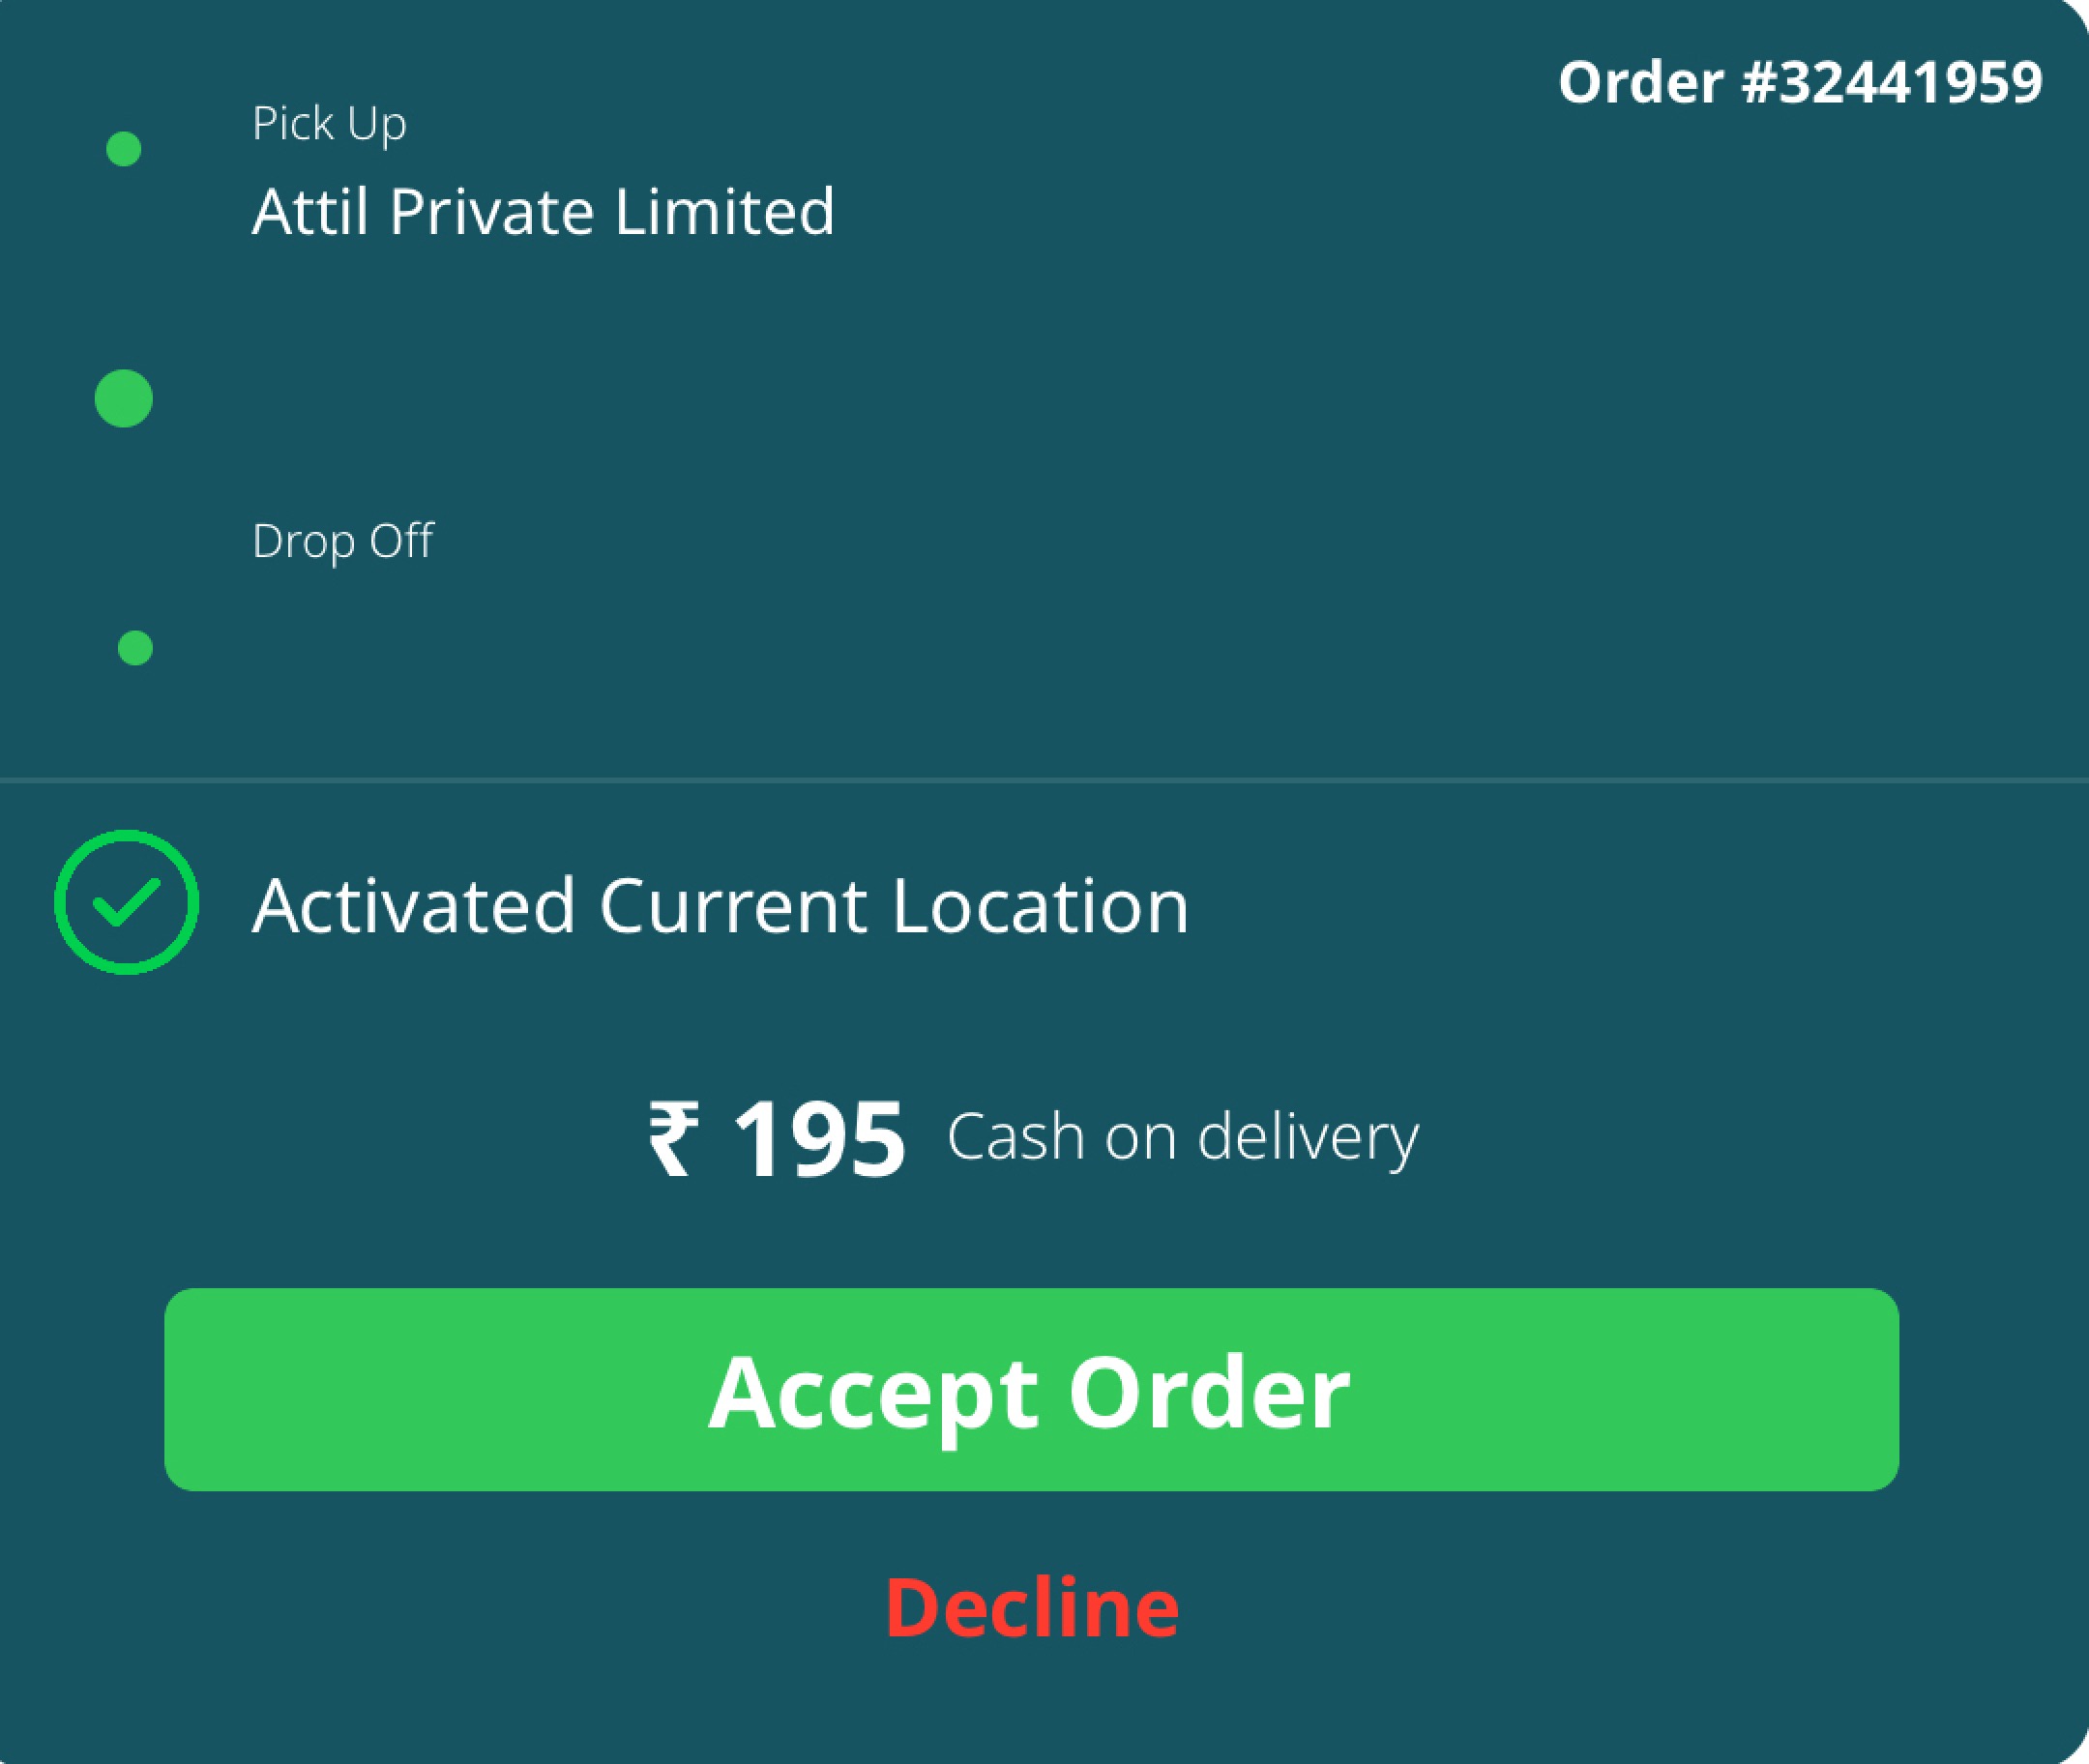 Order #32441959
Pick Up
Attil Private Limited
Drop Off
Activated Current Location
₹ 195 Cash on delivery
Accept Order
Decline